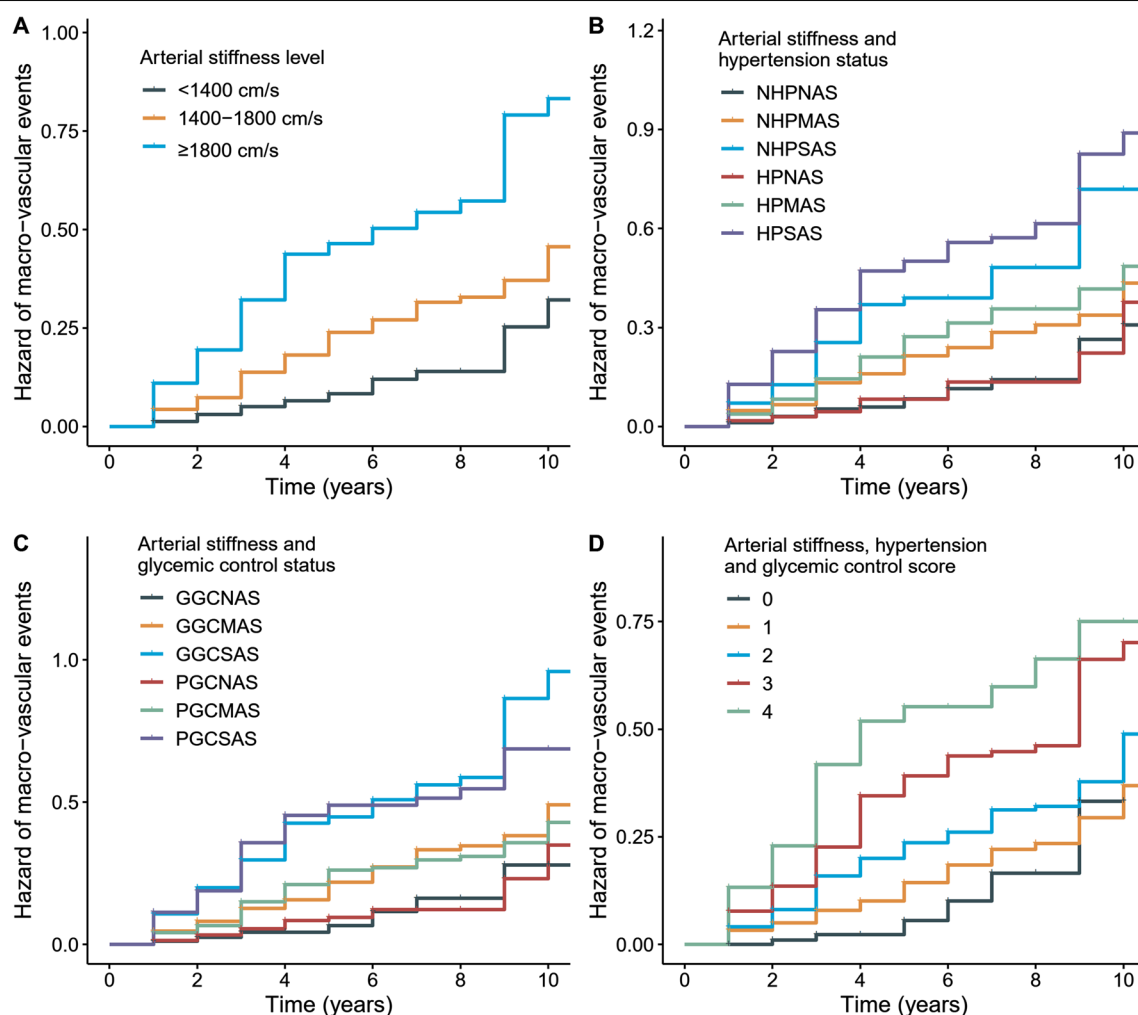 A
Hazard of macro−vascular events
1.00
0.75
0.50
0.25
0.00
Arterial stiffness level
<1400 cm/s
1400−1800 cm/s
≥1800 cm/s
0 2 4 6 8 10
Time (years)
B
Hazard of macro−vascular events
1.2
0.9
0.6
0.3
0.0
Arterial stiffness and
hypertension status
NHPNAS
NHPMAS
NHPSAS
HPNAS
HPMAS
HPSAS
0 2 4 6 8 10
Time (years)
C
Hazard of macro−vascular events
1.0
0.5
0.0
Arterial stiffness and
glycemic control status
GGCNAS
GGCMAS
GGCSAS
PGCNAS
PGCMAS
PGCSAS
0 2 4 6 8 10
Time (years)
D
Hazard of macro−vascular events
0.75
0.50
0.25
0.00
Arterial stiffness, hypertension
and glycemic control score
0
1
2
3
4
0 2 4 6 8 10
Time (years)